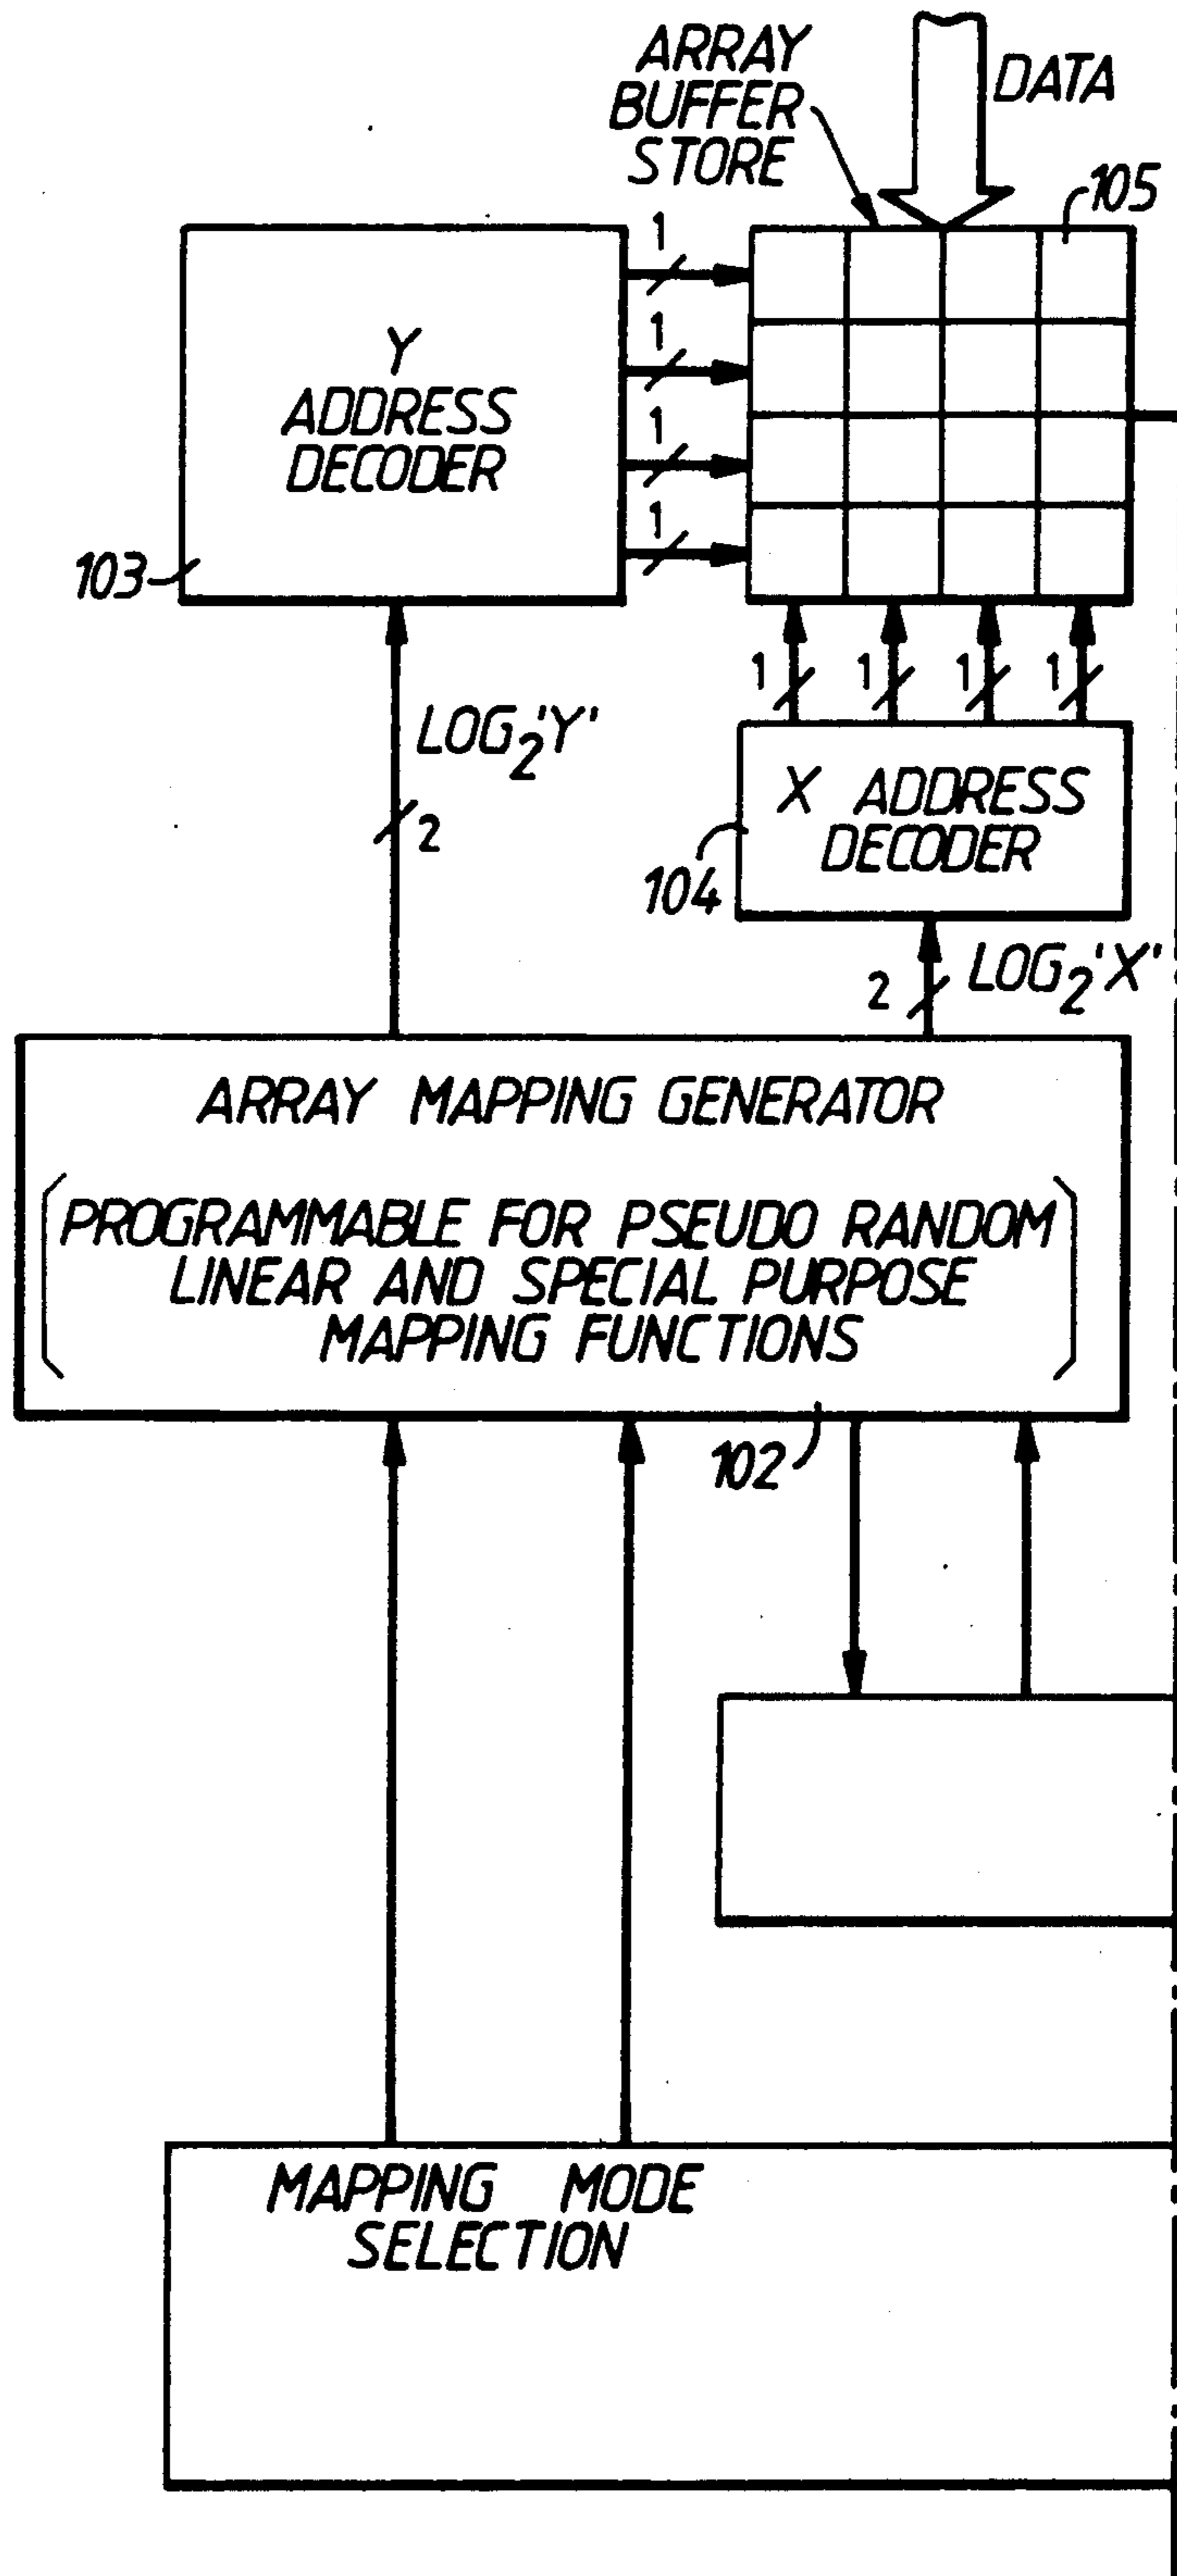 ARRAY
BUFFER
STORE
DATA
105
1
1
1
1
Y
ADDRESS
DECODER
103
1
1
1
1
LOG2'Y'
2
X ADDRESS
DECODER
104
2
LOG2'X'
ARRAY MAPPING GENERATOR
PROGRAMMABLE FOR PSEUDO RANDOM
LINEAR AND SPECIAL PURPOSE
MAPPING FUNCTIONS
102
MAPPING MODE
SELECTION